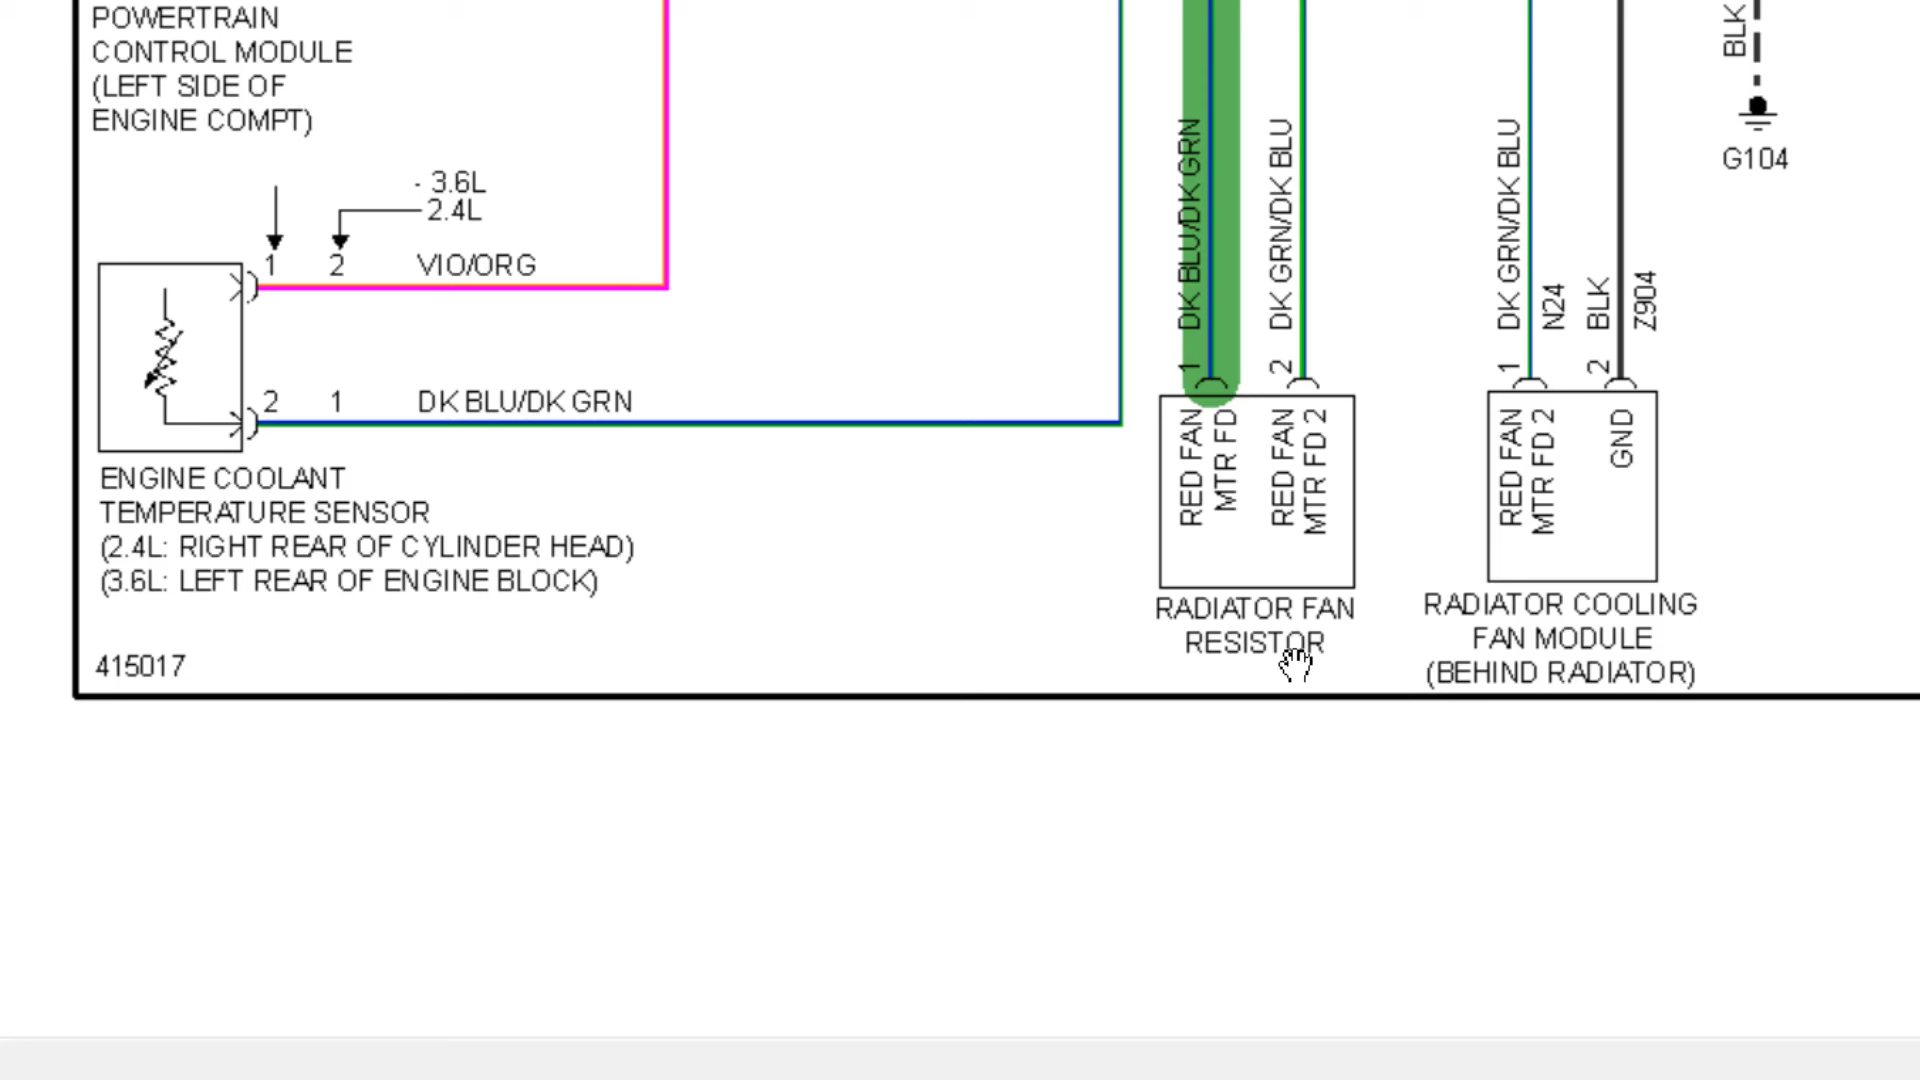 POWERTRAIN
CONTROL MODULE
(LEFT SIDE OF
ENGINE COMPT)
- 3.6L
2.4L
1
2
VIO/ORG
2
1
DK BLU/DK GRN
ENGINE COOLANT
TEMPERATURE SENSOR
(2.4L: RIGHT REAR OF CYLINDER HEAD)
(3.6L: LEFT REAR OF ENGINE BLOCK)
415017
DK BLU/DK GRN
1
DK GRN/DK BLU
2
RED FAN
MTR FD
RED FAN
MTR FD 2
RADIATOR FAN
RESISTOR
DK GRN/DK BLU
1
N24
BLK
2
Z904
RED FAN
MTR FD 2
GND
RADIATOR COOLING
FAN MODULE
(BEHIND RADIATOR)
BLK
G104